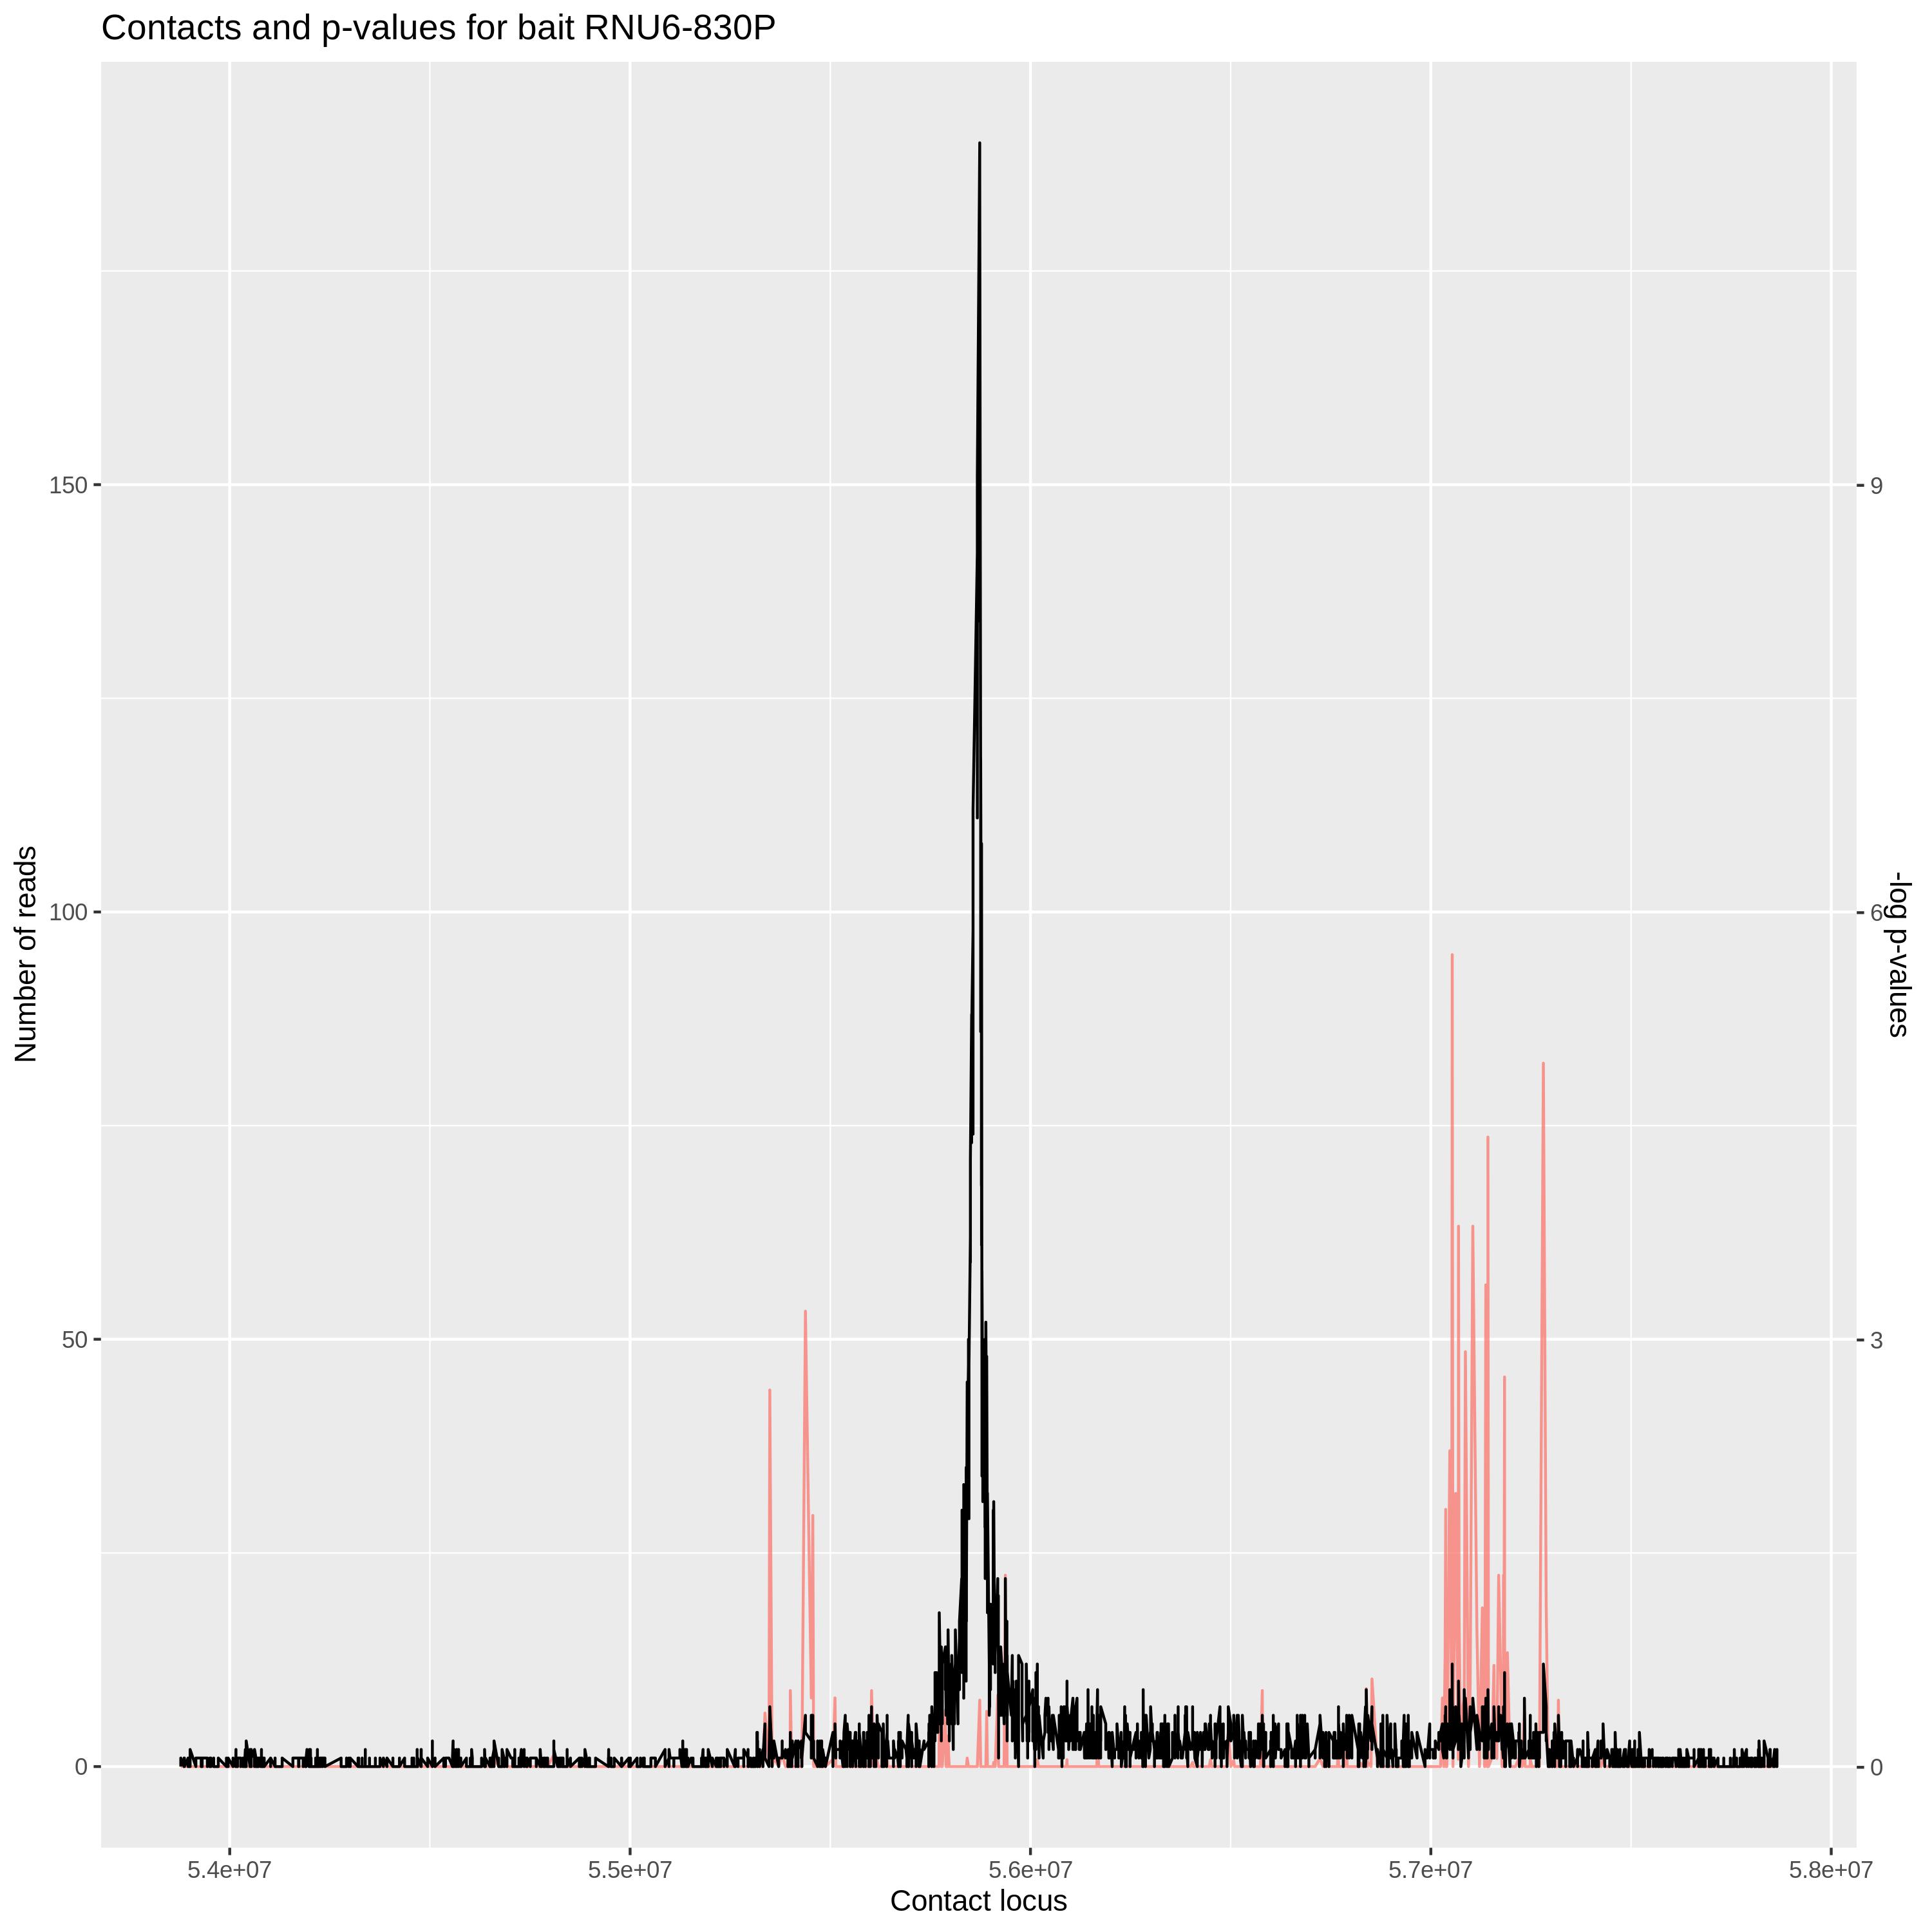 Contacts and p-values for bait RNU6-830P
Number of reads
150
100
50
0
9
6
3
0
-log p-values
5.4e+07
5.5e+07
5.6e+07
5.7e+07
5.8e+07
Contact locus